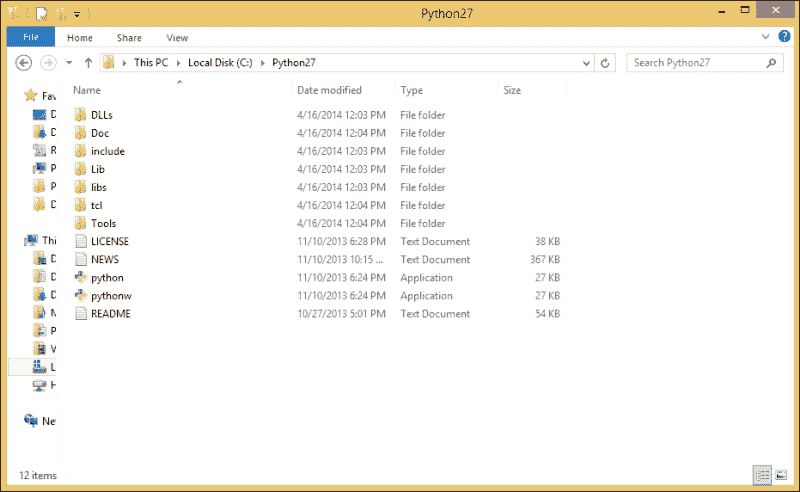 Python27
File Home Share View
This PC Local Disk (C:) Python27 Search Python27
Name Date modified Type Size
Fav
DLLs 4/16/2014 12:03 PM File folder
D
Doc 4/16/2014 12:04 PM File folder
D
include 4/16/2014 12:03 PM File folder
R
Lib 4/16/2014 12:03 PM File folder
P
libs 4/16/2014 12:03 PM File folder
P
tcl 4/16/2014 12:04 PM File folder
D
Tools 4/16/2014 12:04 PM File folder
Thi
LICENSE 11/10/2013 6:28 PM Text Document 38 KB
D
NEWS 11/10/2013 10:15 ... Text Document 367 KB
D
python 11/10/2013 6:24 PM Application 27 KB
D
pythonw 11/10/2013 6:24 PM Application 27 KB
M
README 10/27/2013 5:01 PM Text Document 54 KB
P
V
L
H
Nev
12 items